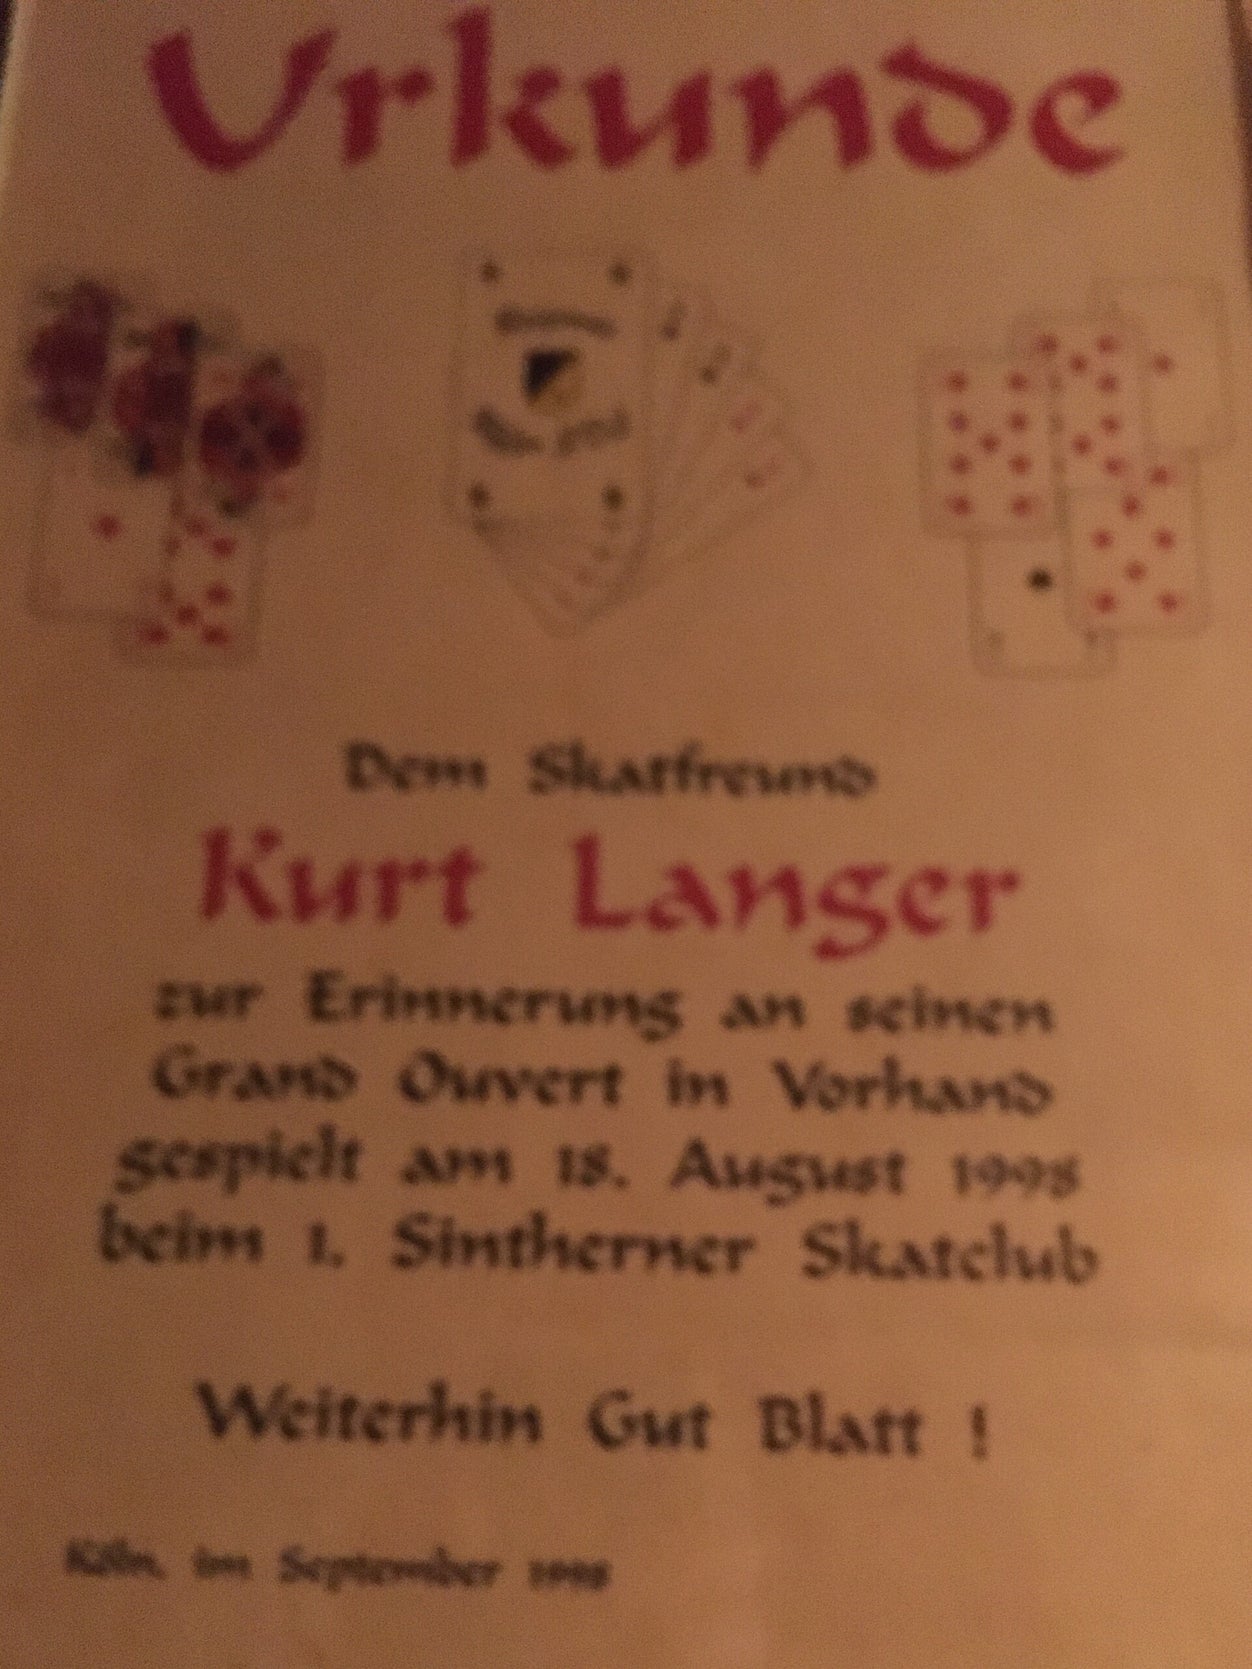 Urkunde
Dem Skatfreund
Kurt Langer
zur Erinnerung an seinen
Grand Ouvert in Vorhand
gespielt am 18. August 1998
beim 1. Sintherner Skatclub
Weiterhin Gut Blatt !
Köln, im September 1998